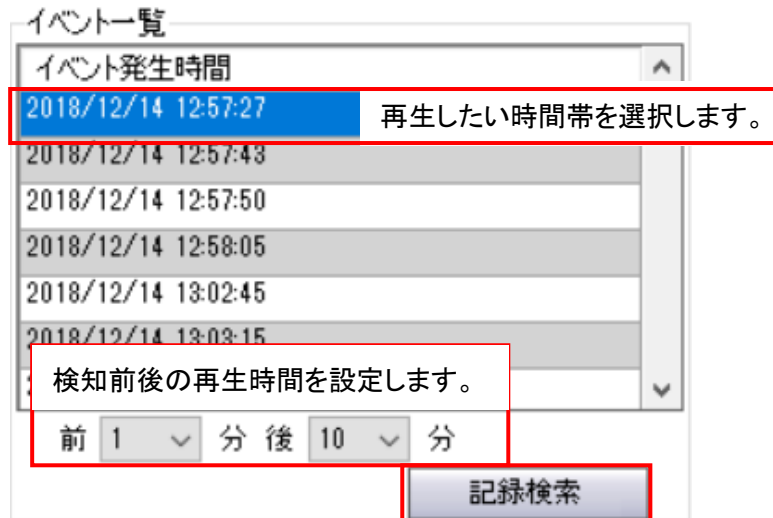 イベント一覧
イベント発生時間
2018/12/14 12:57:27
再生したい時間帯を選択します。
2018/12/14 12:57:43
2018/12/14 12:57:50
2018/12/14 12:58:05
2018/12/14 13:02:45
2018/12/14 13:03:15
検知前後の再生時間を設定します。
前 1 分 後 10 分
記録検索